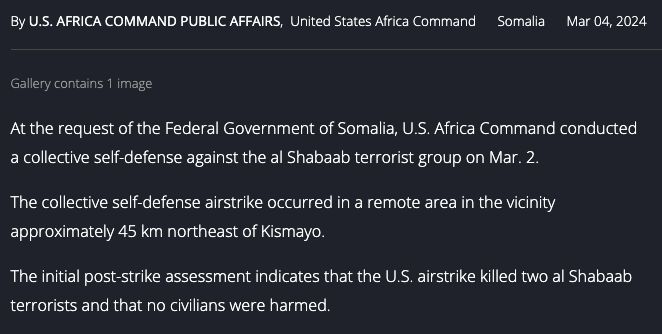 By U.S. AFRICA COMMAND PUBLIC AFFAIRS, United States Africa Command Somalia Mar 04, 2024
Gallery contains 1 image
At the request of the Federal Government of Somalia, U.S. Africa Command conducted
a collective self-defense against the al Shabaab terrorist group on Mar. 2.
The collective self-defense airstrike occurred in a remote area in the vicinity
approximately 45 km northeast of Kismayo.
The initial post-strike assessment indicates that the U.S. airstrike killed two al Shabaab
terrorists and that no civilians were harmed.